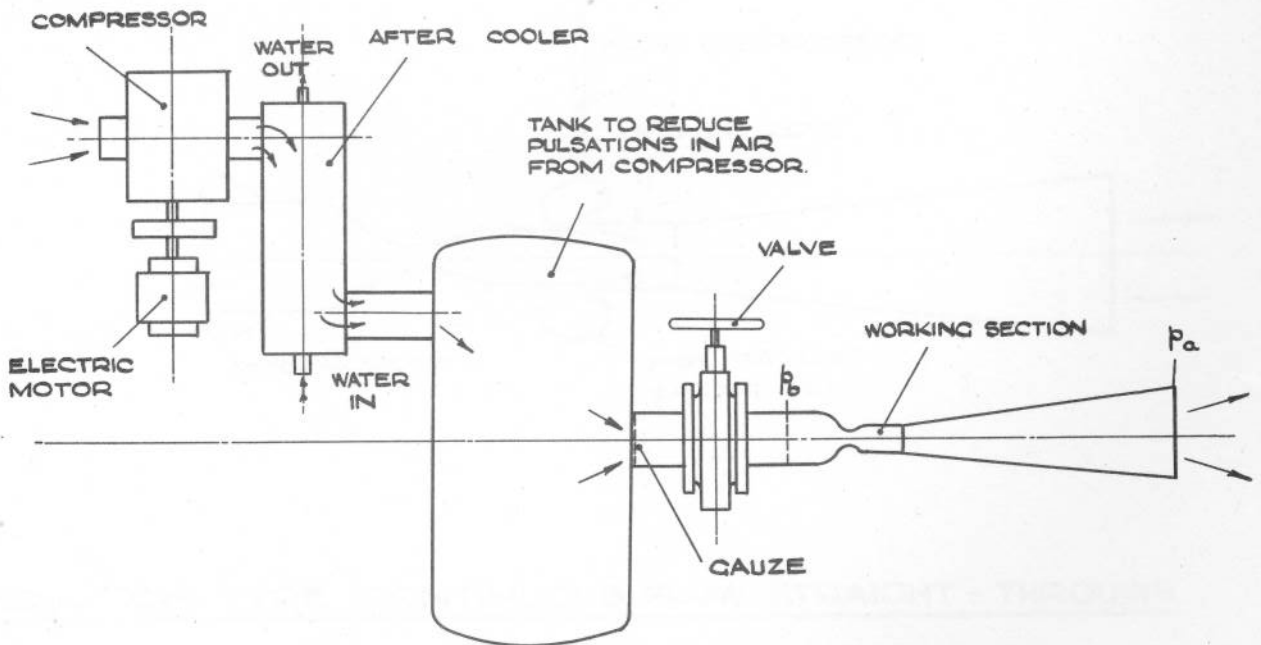 COMPRESSOR
WATER
OUT
AFTER COOLER
TANK TO REDUCE
PULSATIONS IN AIR
FROM COMPRESSOR.
VALVE
WORKING SECTION
pₐ
p_b
ELECTRIC
MOTOR
WATER
IN
GAUZE